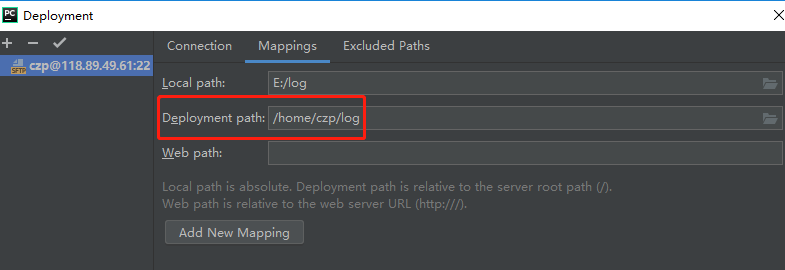 PC Deployment
Connection Mappings Excluded Paths
czp@118.89.49.61:22
SFTP
Local path: E:/log
Deployment path: /home/czp/log
Web path:
Local path is absolute. Deployment path is relative to the server root path (/).
Web path is relative to the web server URL (http:///).
Add New Mapping